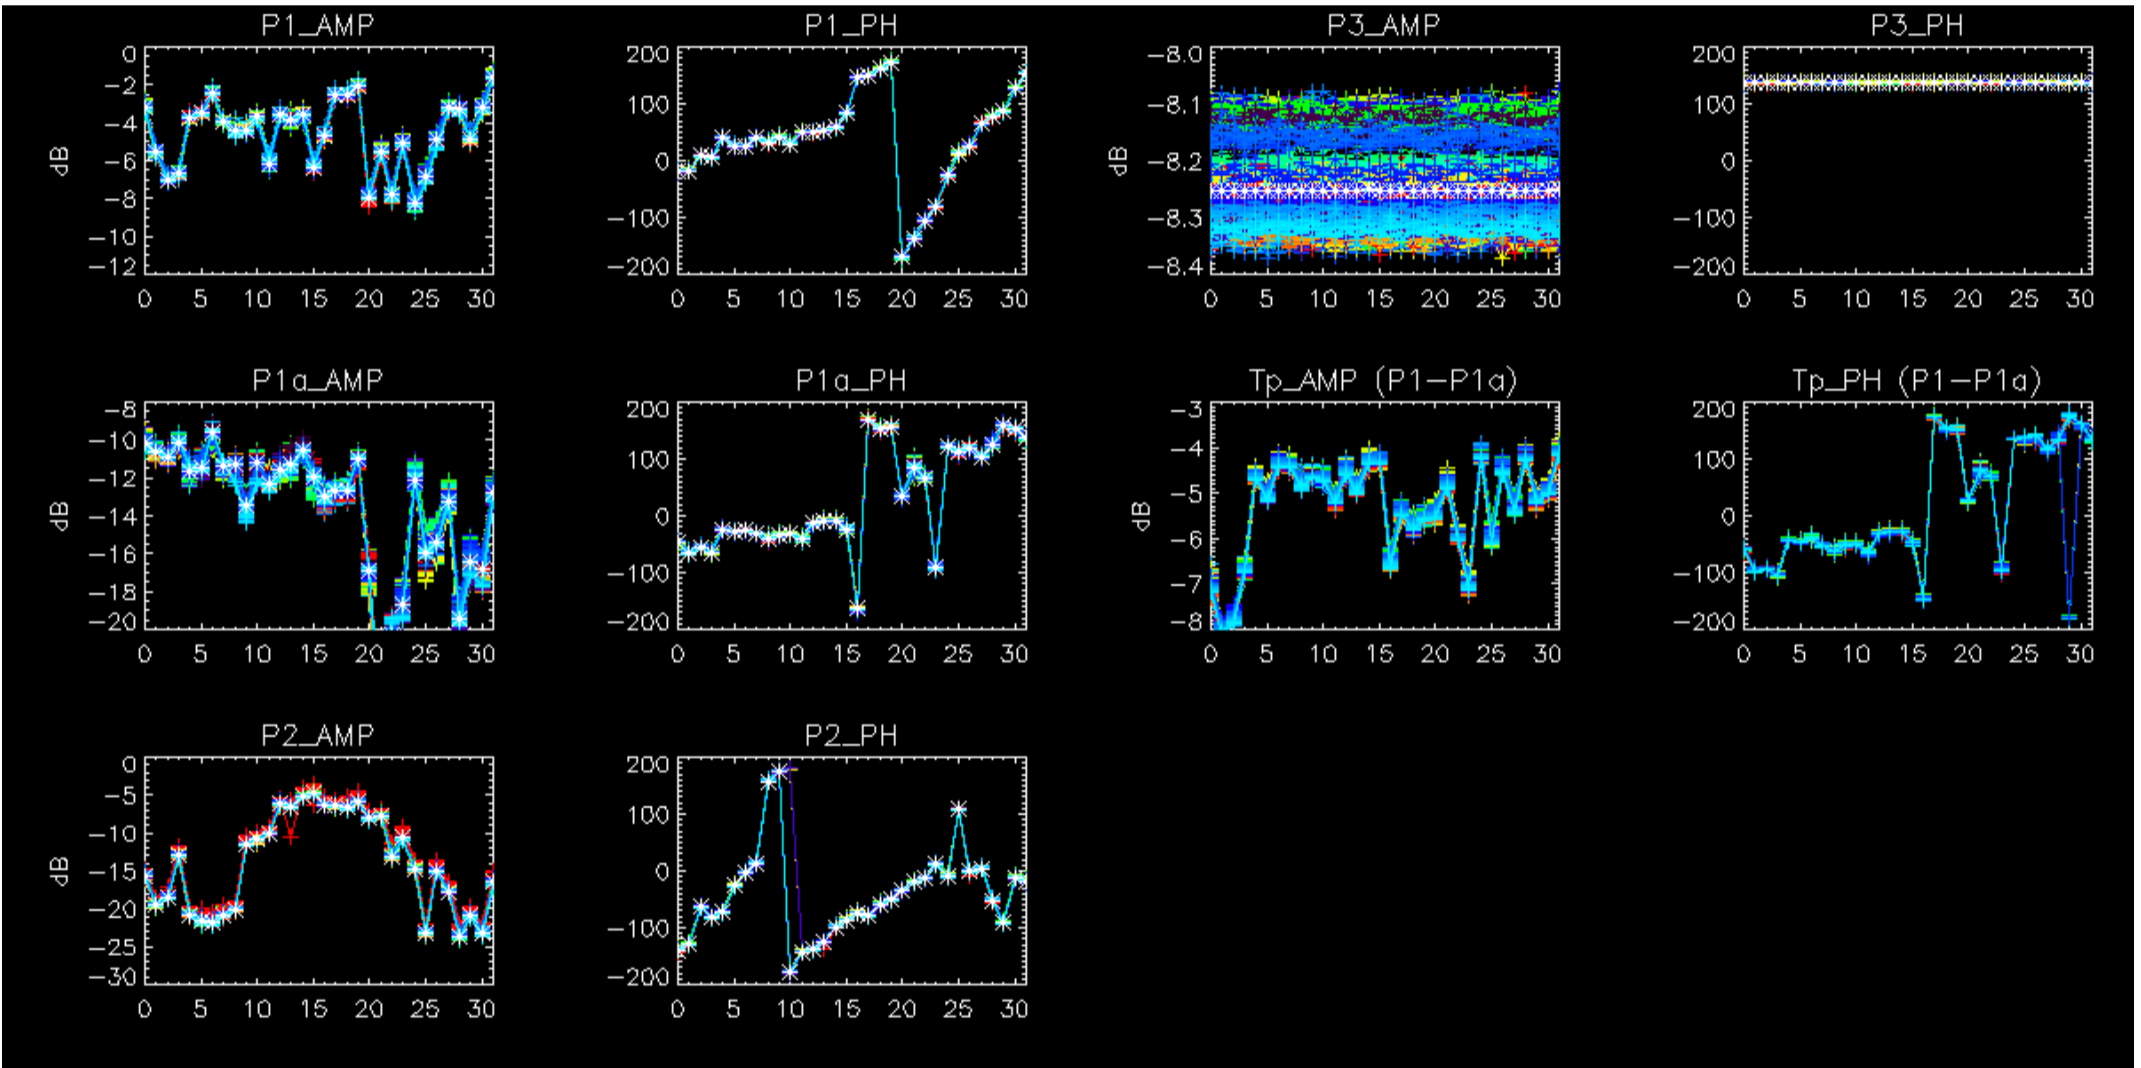 P1_AMP P1_PH P3_AMP P3_PH
0 200 -8.0 200
-2 100 -8.1 100
-4 0 -8.2 0
-6 -100 -8.3 -100
-8 -200 -8.4 -200
-10
-12
dB dB
0 5 10 15 20 25 30 0 5 10 15 20 25 30 0 5 10 15 20 25 30 0 5 10 15 20 25 30
P1a_AMP P1a_PH Tp_AMP (P1-P1a) Tp_PH (P1-P1a)
-8 200 -3 200
-10 100 -4 100
-12 0 -5 0
-14 -100 -6 -100
-16 -200 -7 -200
-18 -8
-20
dB dB
0 5 10 15 20 25 30 0 5 10 15 20 25 30 0 5 10 15 20 25 30 0 5 10 15 20 25 30
P2_AMP P2_PH
0 200
-5 100
-10 0
-15 -100
-20 -200
-25
-30
dB
0 5 10 15 20 25 30 0 5 10 15 20 25 30